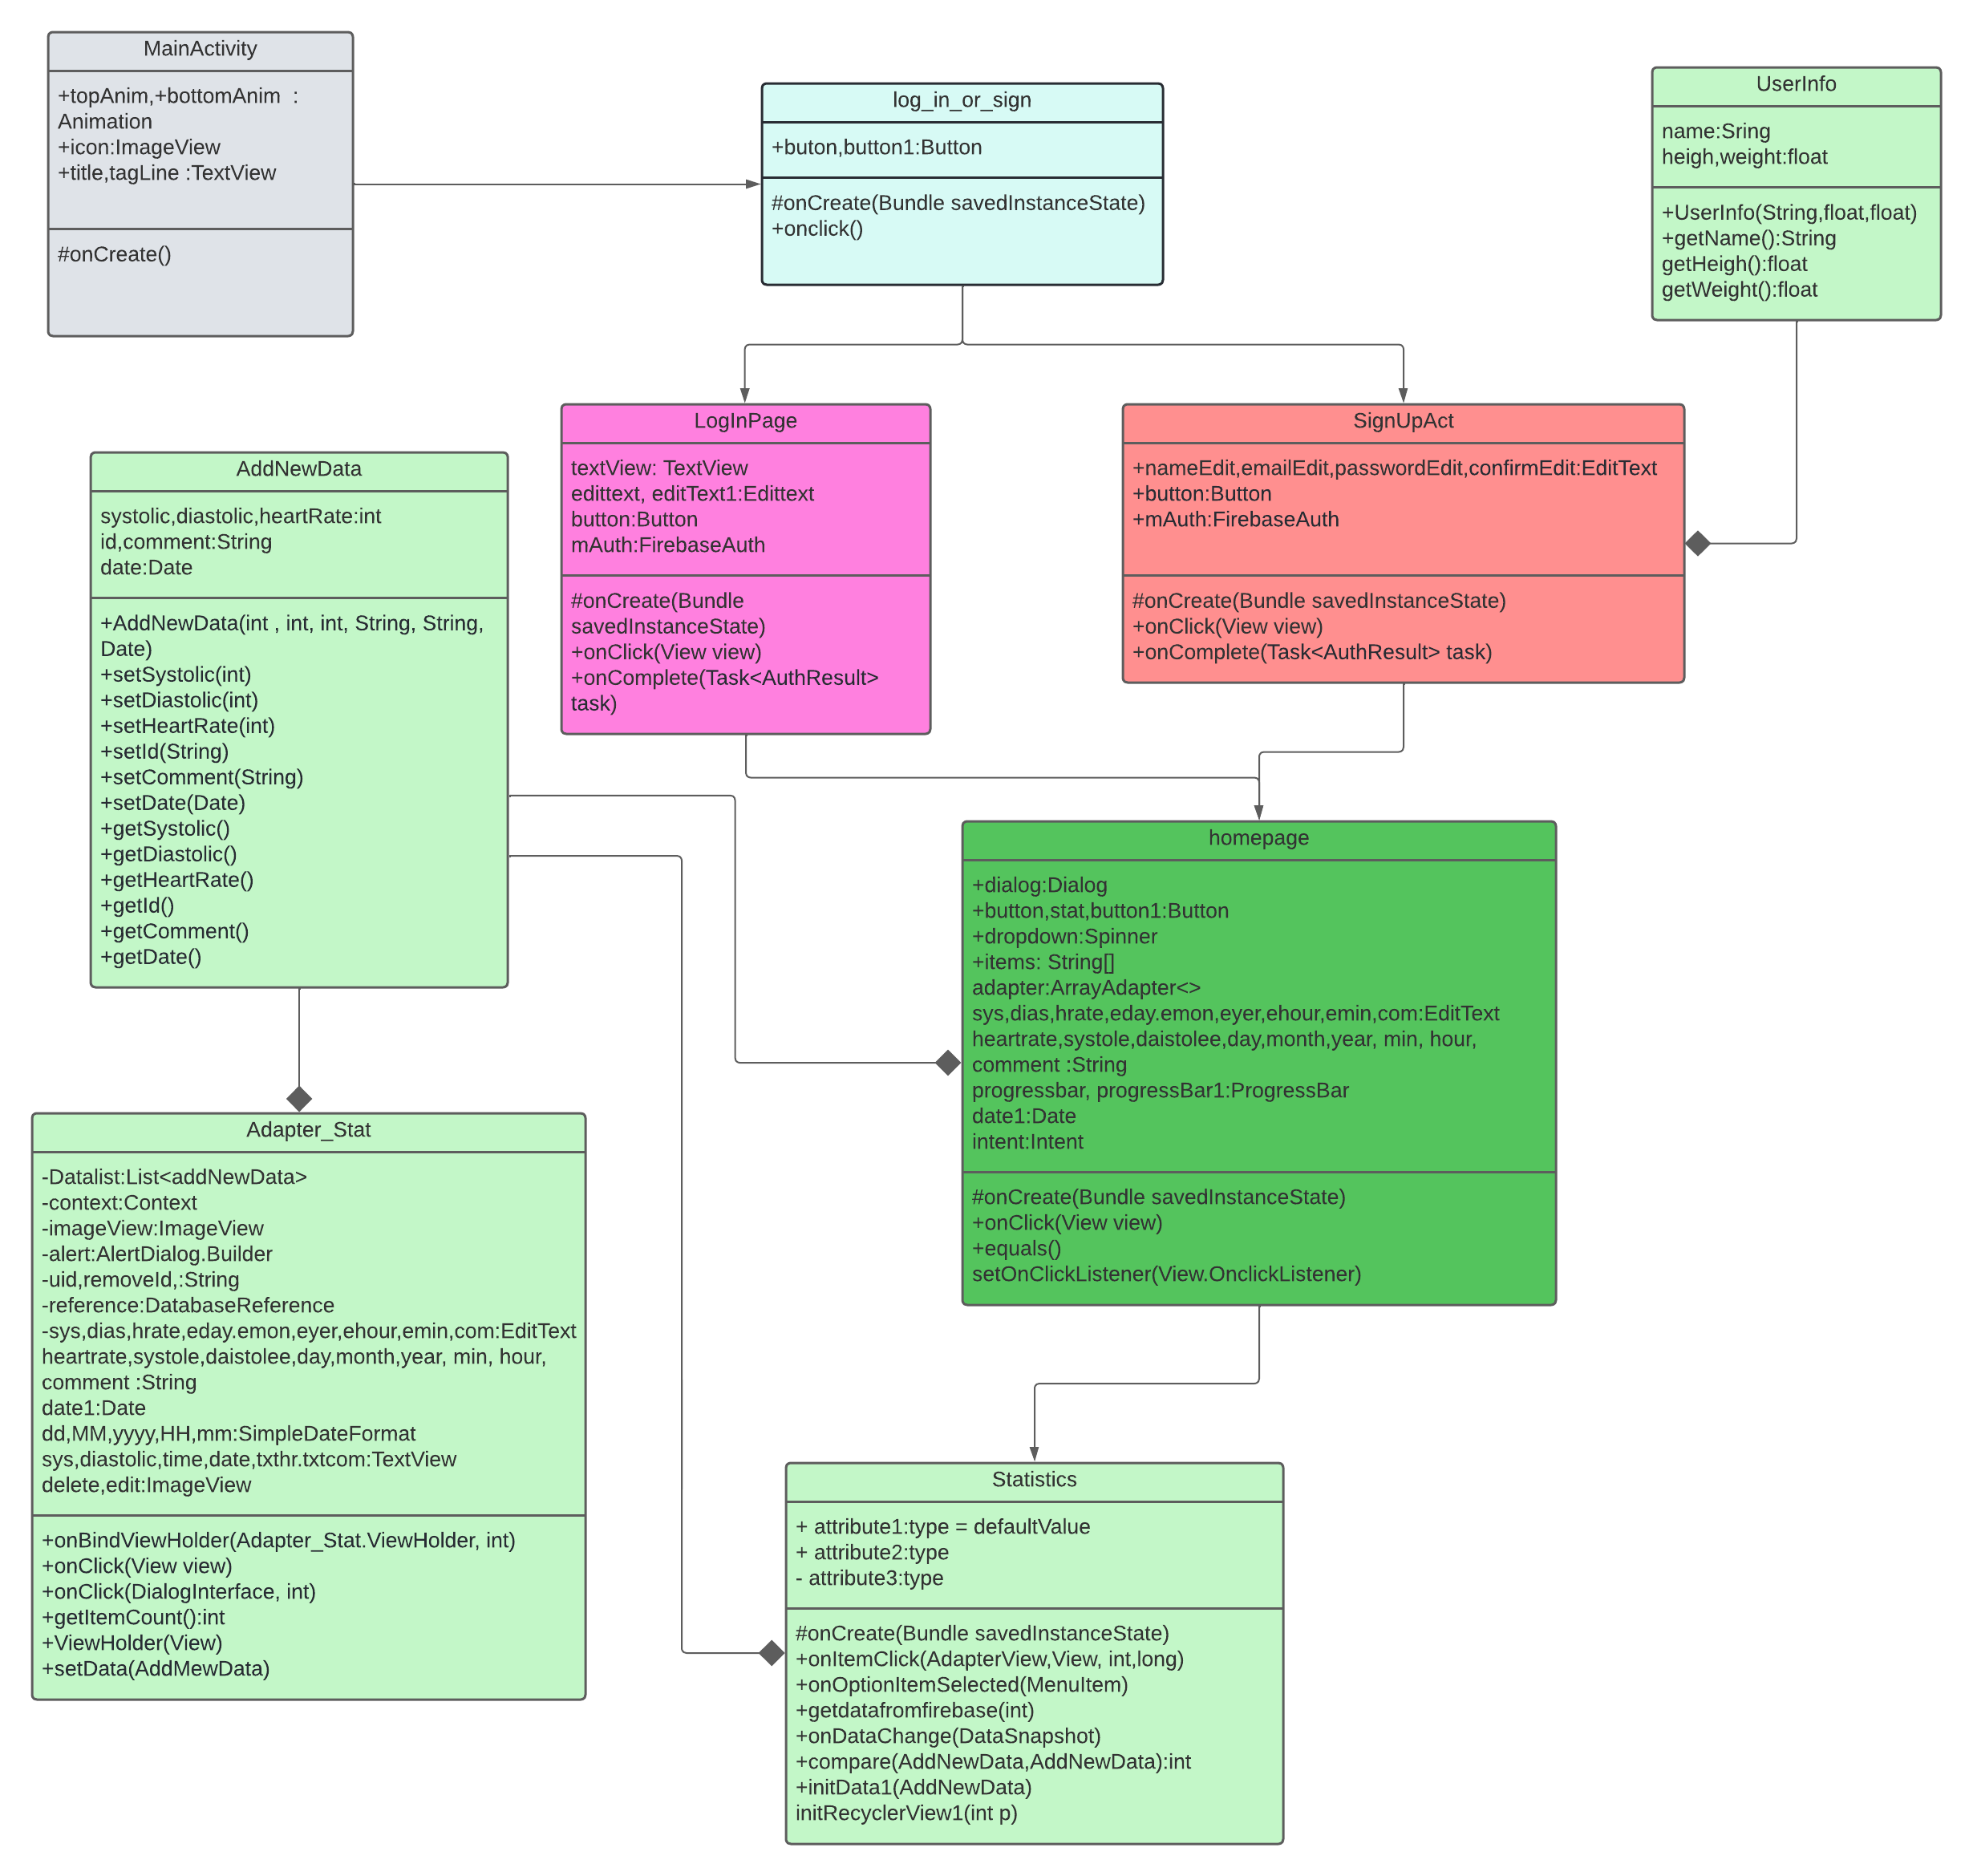 MainActivity
+topAnim,+bottomAnim  :
Animation
+icon:ImageView
+title,tagLine :TextView
#onCreate()
log_in_or_sign
+buton,button1:Button
#onCreate(Bundle savedInstanceState)
+onclick()
UserInfo
name:Sring
heigh,weight:float
+UserInfo(String,float,float)
+getName():String
getHeigh():float
getWeight():float
LogInPage
textView: TextView
edittext, editText1:Edittext
button:Button
mAuth:FirebaseAuth
#onCreate(Bundle
savedInstanceState)
+onClick(View view)
+onComplete(Task<AuthResult>
task)
SignUpAct
+nameEdit,emailEdit,passwordEdit,confirmEdit:EditText
+button:Button
+mAuth:FirebaseAuth
#onCreate(Bundle savedInstanceState)
+onClick(View view)
+onComplete(Task<AuthResult> task)
AddNewData
systolic,diastolic,heartRate:int
id,comment:String
date:Date
+AddNewData(int , int, int, String, String,
Date)
+setSystolic(int)
+setDiastolic(int)
+setHeartRate(int)
+setId(String)
+setComment(String)
+setDate(Date)
+getSystolic()
+getDiastolic()
+getHeartRate()
+getId()
+getComment()
+getDate()
homepage
+dialog:Dialog
+button,stat,button1:Button
+dropdown:Spinner
+items: String[]
adapter:ArrayAdapter<>
sys,dias,hrate,eday.emon,eyer,ehour,emin,com:EditText
heartrate,systole,daistolee,day,month,year, min, hour,
comment :String
progressbar, progressBar1:ProgressBar
date1:Date
intent:Intent
#onCreate(Bundle savedInstanceState)
+onClick(View view)
+equals()
setOnClickListener(View.OnclickListener)
Adapter_Stat
-Datalist:List<addNewData>
-context:Context
-imageView:ImageView
-alert:AlertDialog.Builder
-uid,removeId,:String
-reference:DatabaseReference
-sys,dias,hrate,eday.emon,eyer,ehour,emin,com:EditText
heartrate,systole,daistolee,day,month,year, min, hour,
comment :String
date1:Date
dd,MM,yyyy,HH,mm:SimpleDateFormat
sys,diastolic,time,date,txthr.txtcom:TextView
delete,edit:ImageView
+onBindViewHolder(Adapter_Stat.ViewHolder, int)
+onClick(View view)
+onClick(DialogInterface, int)
+getItemCount():int
+ViewHolder(View)
+setData(AddMewData)
Statistics
+ attribute1:type = defaultValue
+ attribute2:type
- attribute3:type
#onCreate(Bundle savedInstanceState)
+onItemClick(AdapterView,View, int,long)
+onOptionItemSelected(MenuItem)
+getdatafromfirebase(int)
+onDataChange(DataSnapshot)
+compare(AddNewData,AddNewData):int
+initData1(AddNewData)
initRecyclerView1(int p)